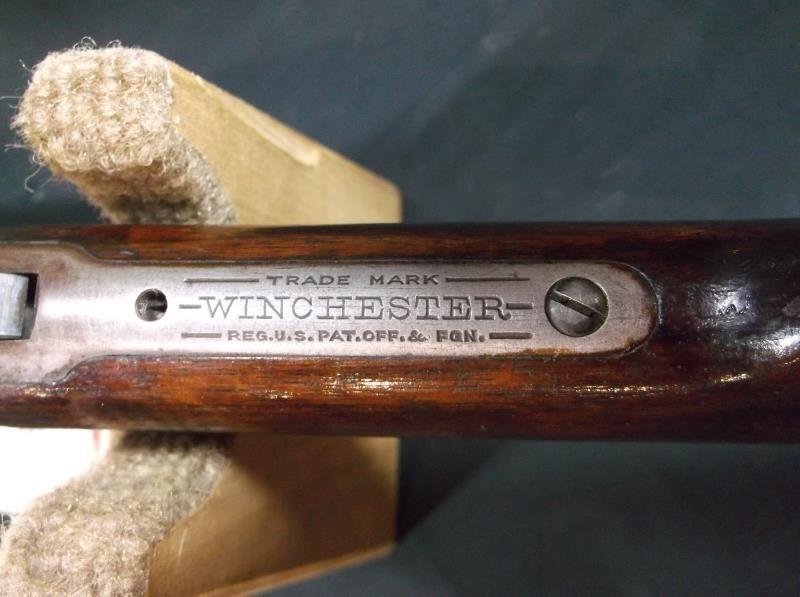 TRADE MARK
WINCHESTER
REG. U.S. PAT. OFF. & FGN.